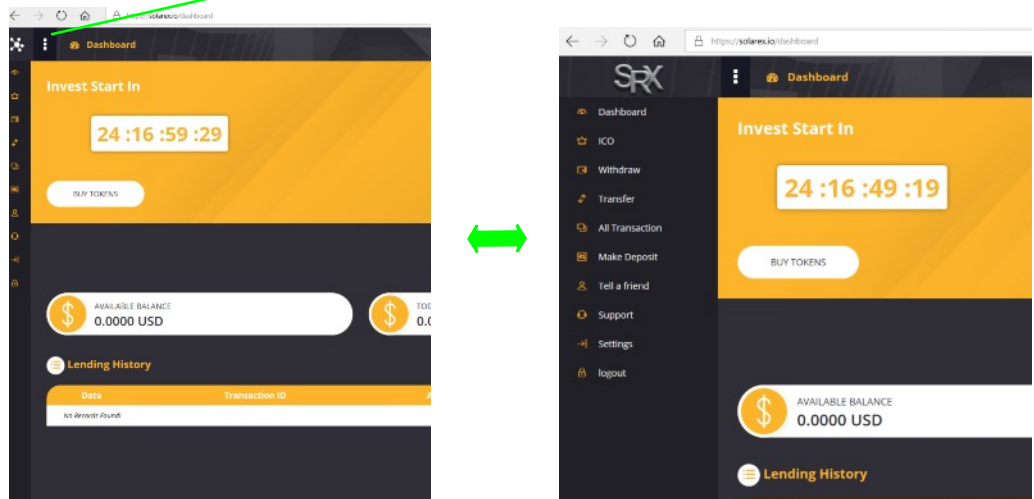 https://solarex.io/dashboard
Dashboard
Invest Start In
24 :16 :59 :29
BUY TOKENS
AVAILABLE BALANCE
0.0000 USD
TOD
0.0
Lending History
Date Transaction ID A
No Records Found!
https://solarex.io/dashboard
SRX
Dashboard
Dashboard
ICO
Withdraw
Transfer
All Transaction
Make Deposit
Tell a friend
Support
Settings
logout
Invest Start In
24 :16 :49 :19
BUY TOKENS
AVAILABLE BALANCE
0.0000 USD
Lending History